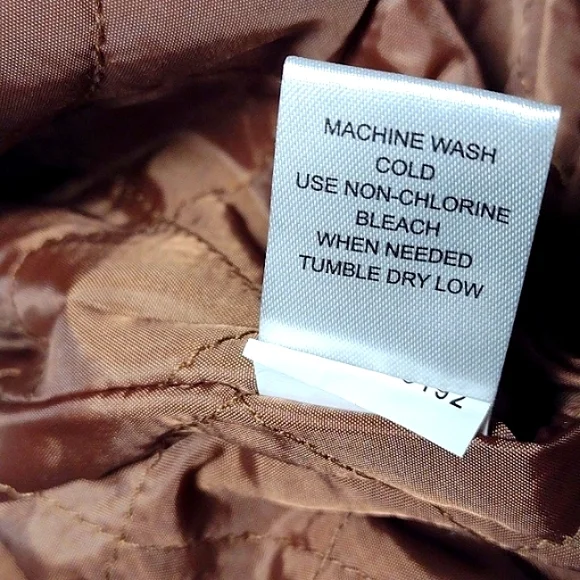 MACHINE WASH
COLD
USE NON-CHLORINE
BLEACH
WHEN NEEDED
TUMBLE DRY LOW